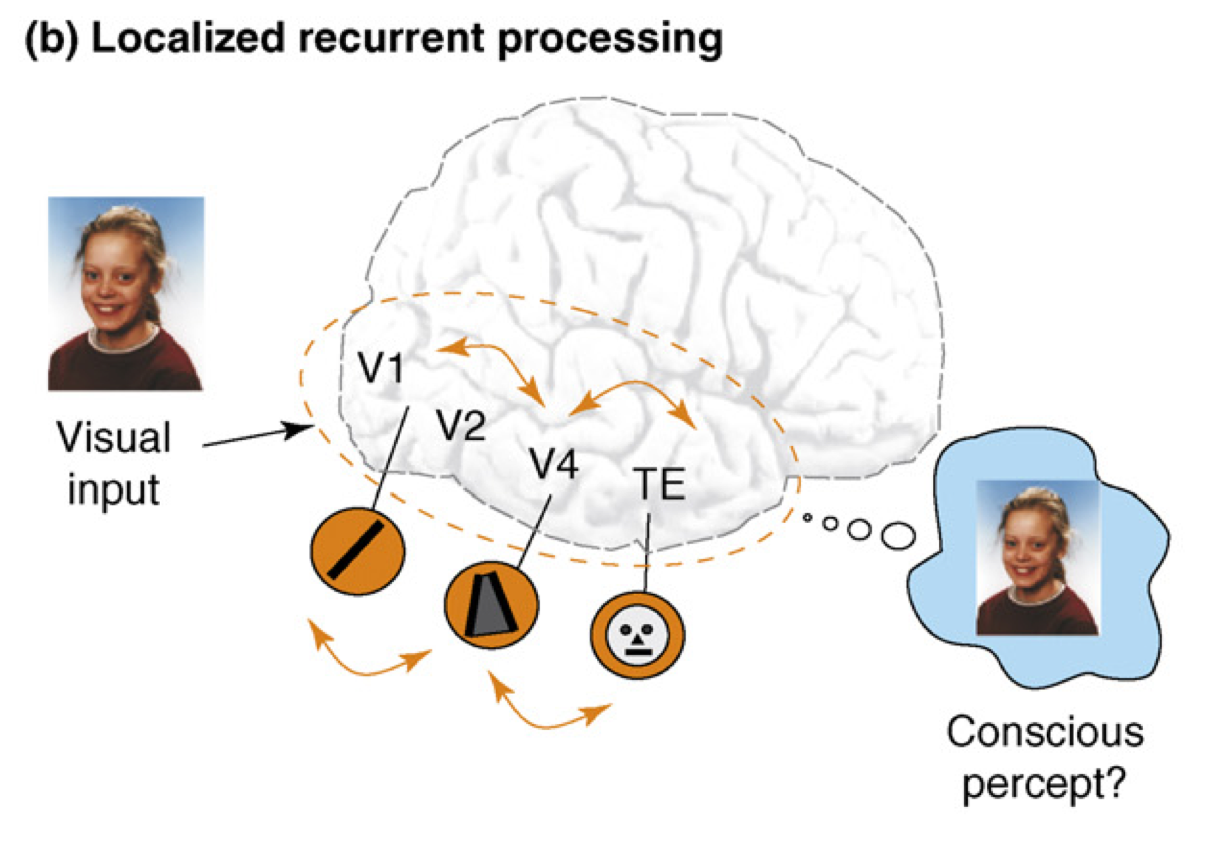 (b) Localized recurrent processing
V1
V2
V4
TE
Visual
input
Conscious
percept?